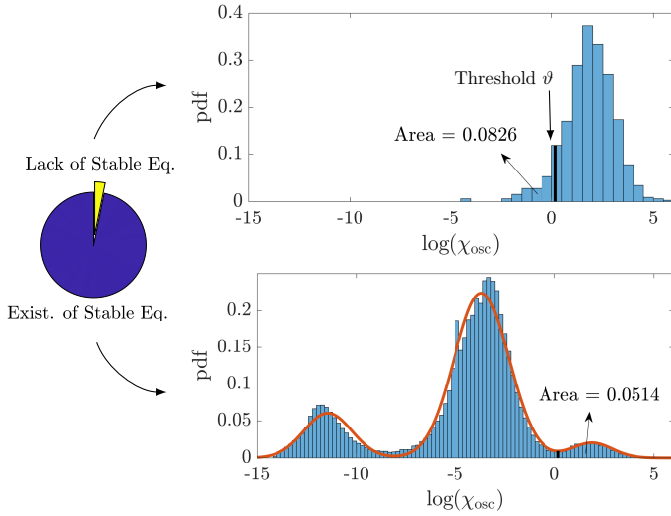 0.4
0.3
0.2
0.1
0
pdf
Threshold ϑ
Area = 0.0826
-15
-10
-5
0
5
log(χosc)
Lack of Stable Eq.
Exist. of Stable Eq.
0.2
0.15
0.1
0.05
0
pdf
Area = 0.0514
-15
-10
-5
0
5
log(χosc)